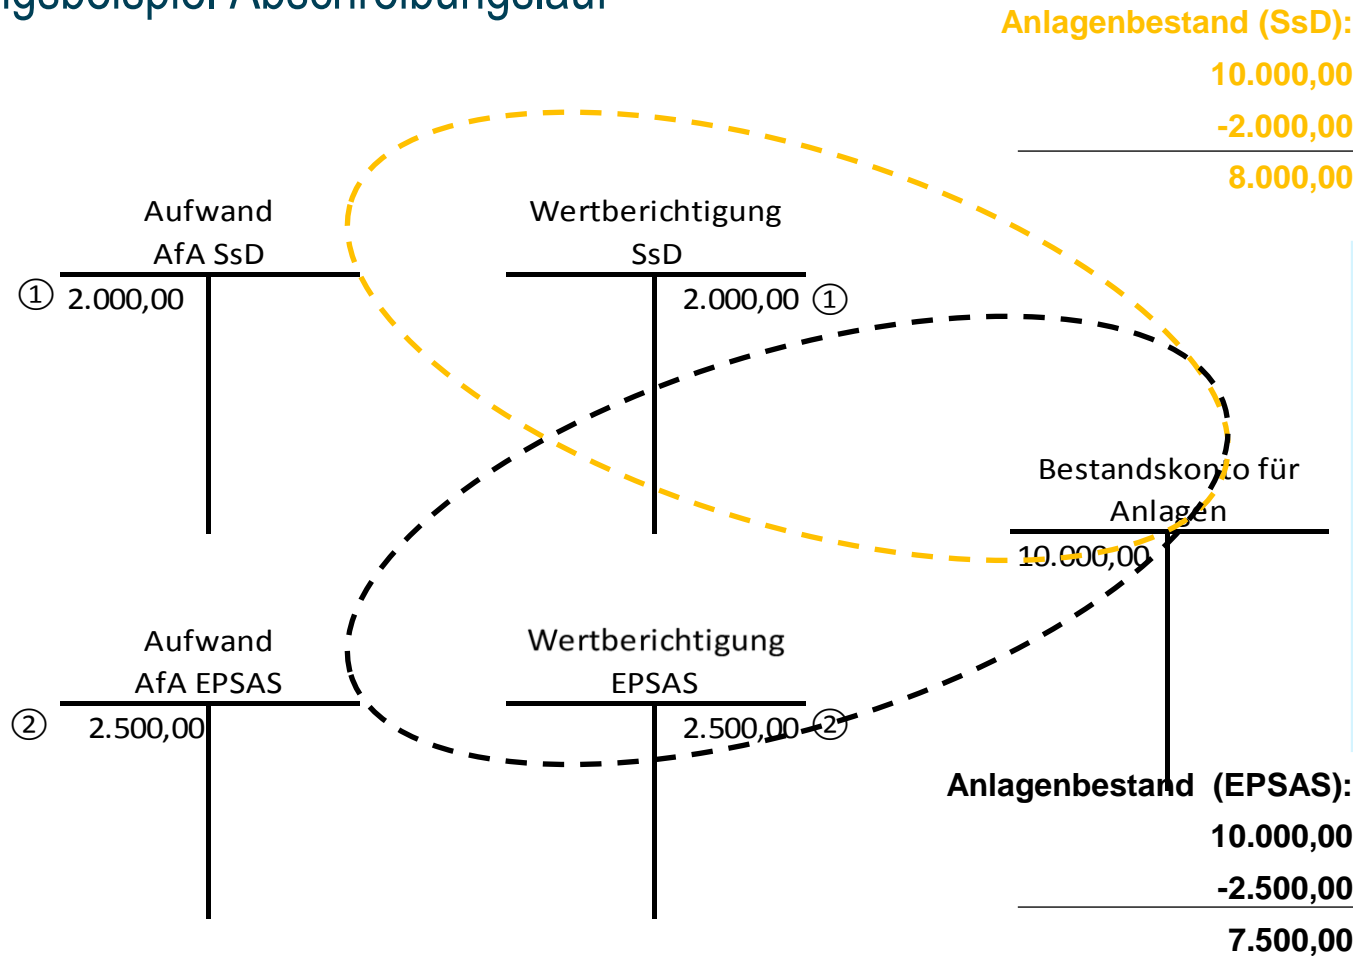 Abschreibungslauf
Anlagenbestand (SsD):
10.000,00
-2.000,00
8.000,00
Aufwand
AfA SsD
① 2.000,00
Wertberichtigung
SsD
2.000,00 ①
Bestandskonto für
Anlagen
10.000,00
Aufwand
AfA EPSAS
② 2.500,00
Wertberichtigung
EPSAS
2.500,00 ②
Anlagenbestand (EPSAS):
10.000,00
-2.500,00
7.500,00